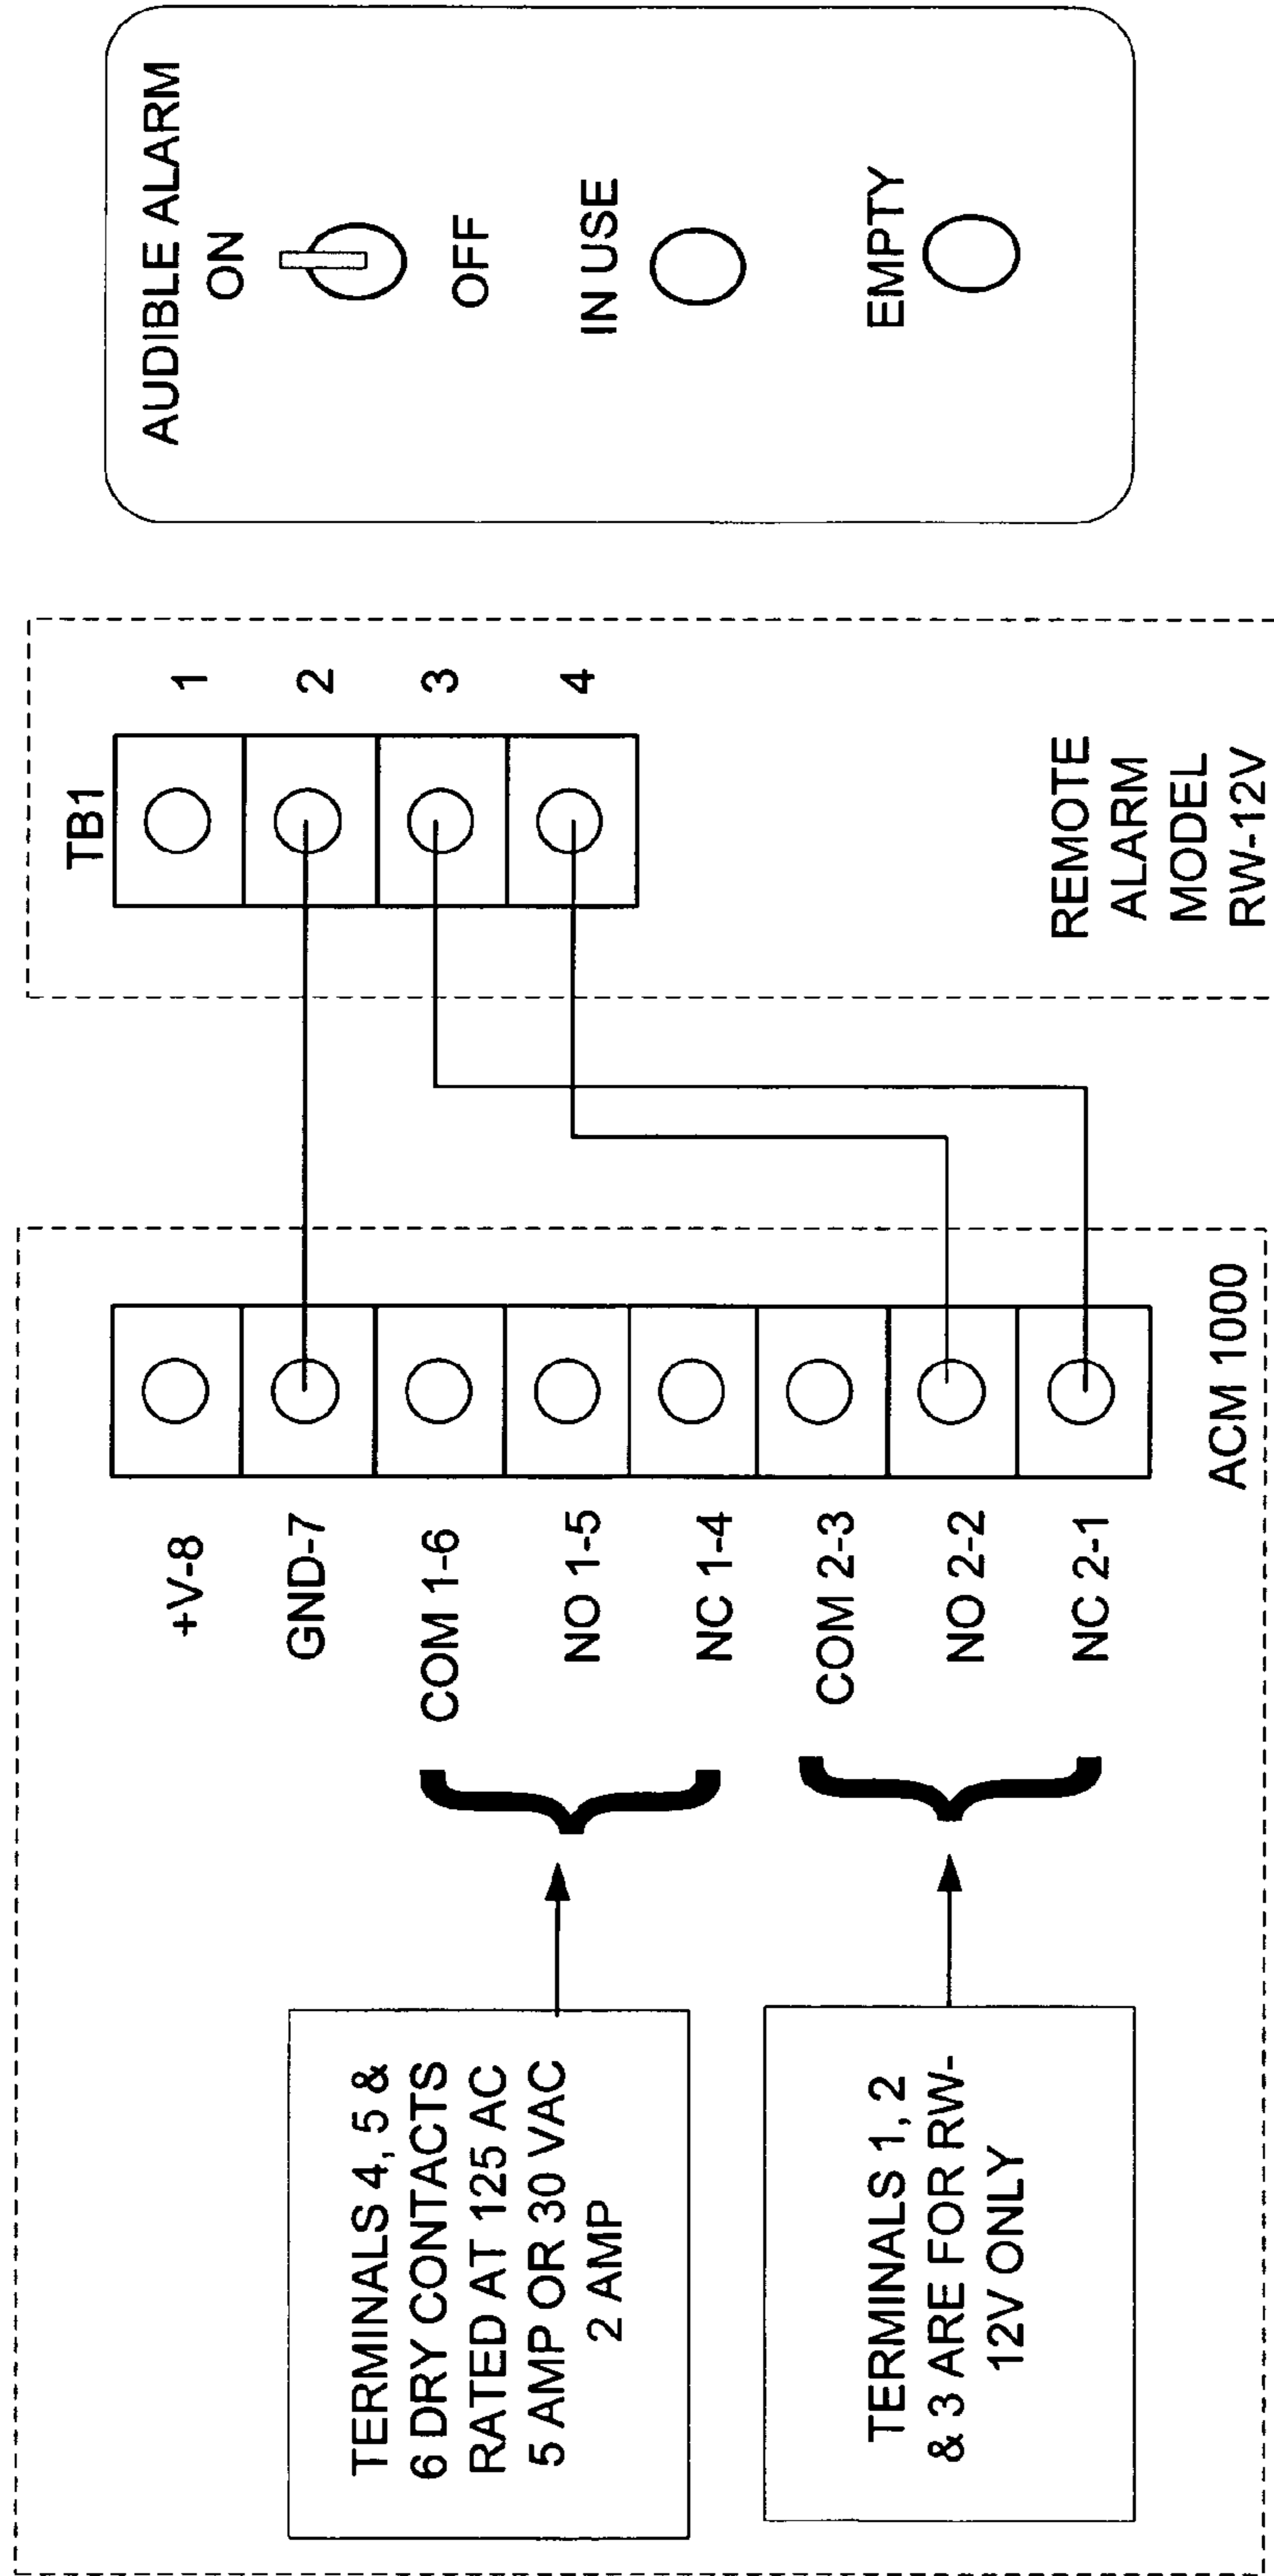 TERMINALS 4, 5 &
6 DRY CONTACTS
RATED AT 125 AC
5 AMP OR 30 VAC
2 AMP
TERMINALS 1, 2
& 3 ARE FOR RW-
12V ONLY
+V-8
GND-7
COM 1-6
NO 1-5
NC 1-4
COM 2-3
NO 2-2
NC 2-1
ACM 1000
TB1
1
2
3
4
REMOTE
ALARM
MODEL
RW-12V
AUDIBLE ALARM
ON
OFF
IN USE
EMPTY